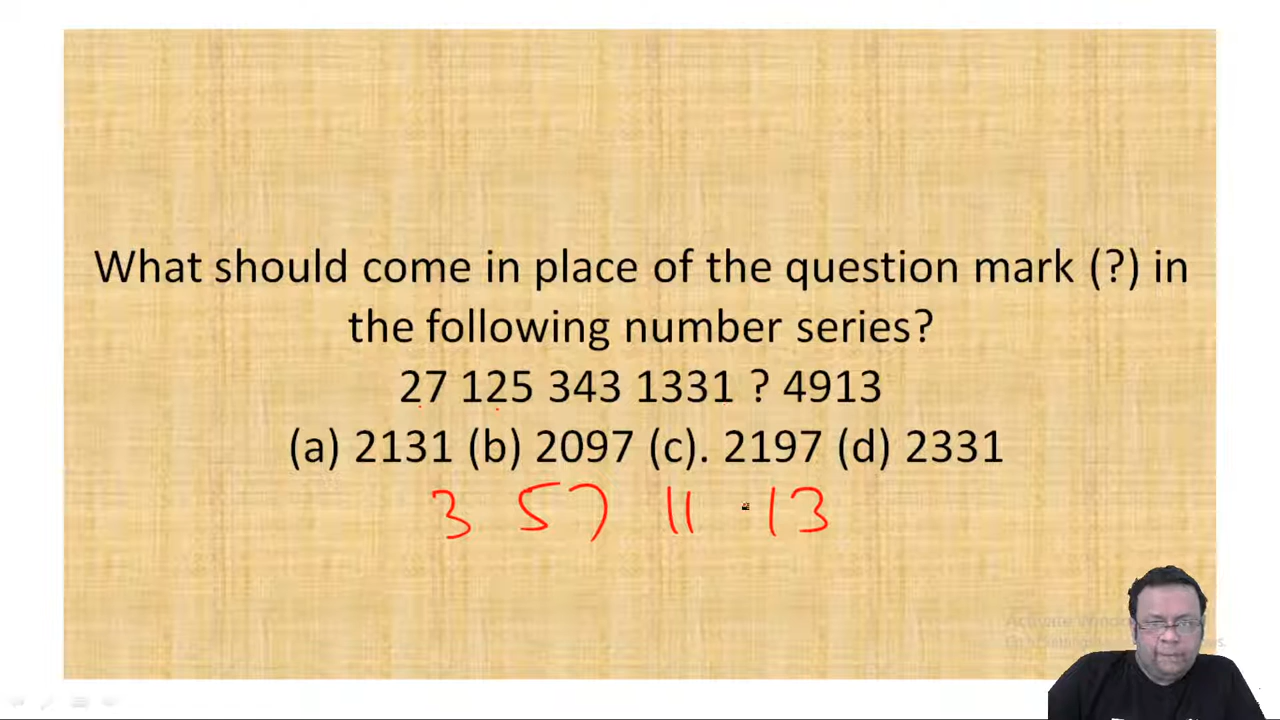 What should come in place of the question mark (?) in
the following number series?
27 125 343 1331 ? 4913
(a) 2131 (b) 2097 (c). 2197 (d) 2331
3 5 7 11 13